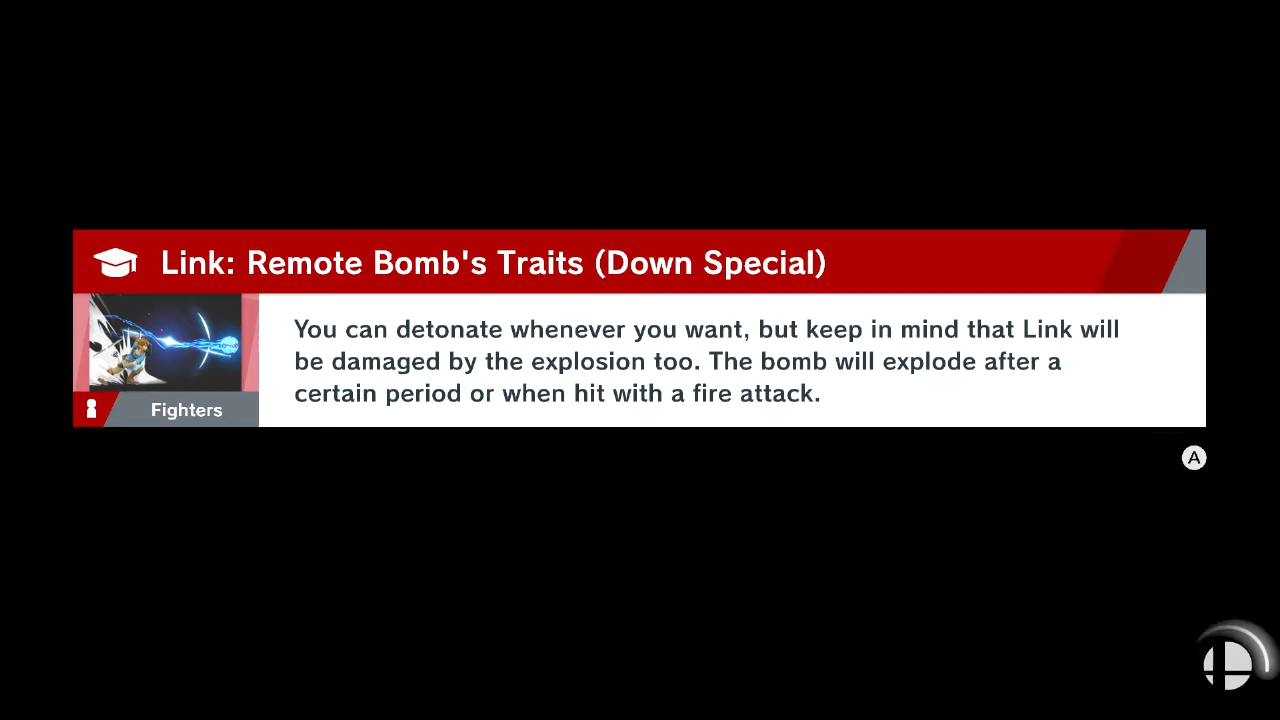 Link: Remote Bomb's Traits (Down Special)
You can detonate whenever you want, but keep in mind that Link will
be damaged by the explosion too. The bomb will explode after a
certain period or when hit with a fire attack.
Fighters
A